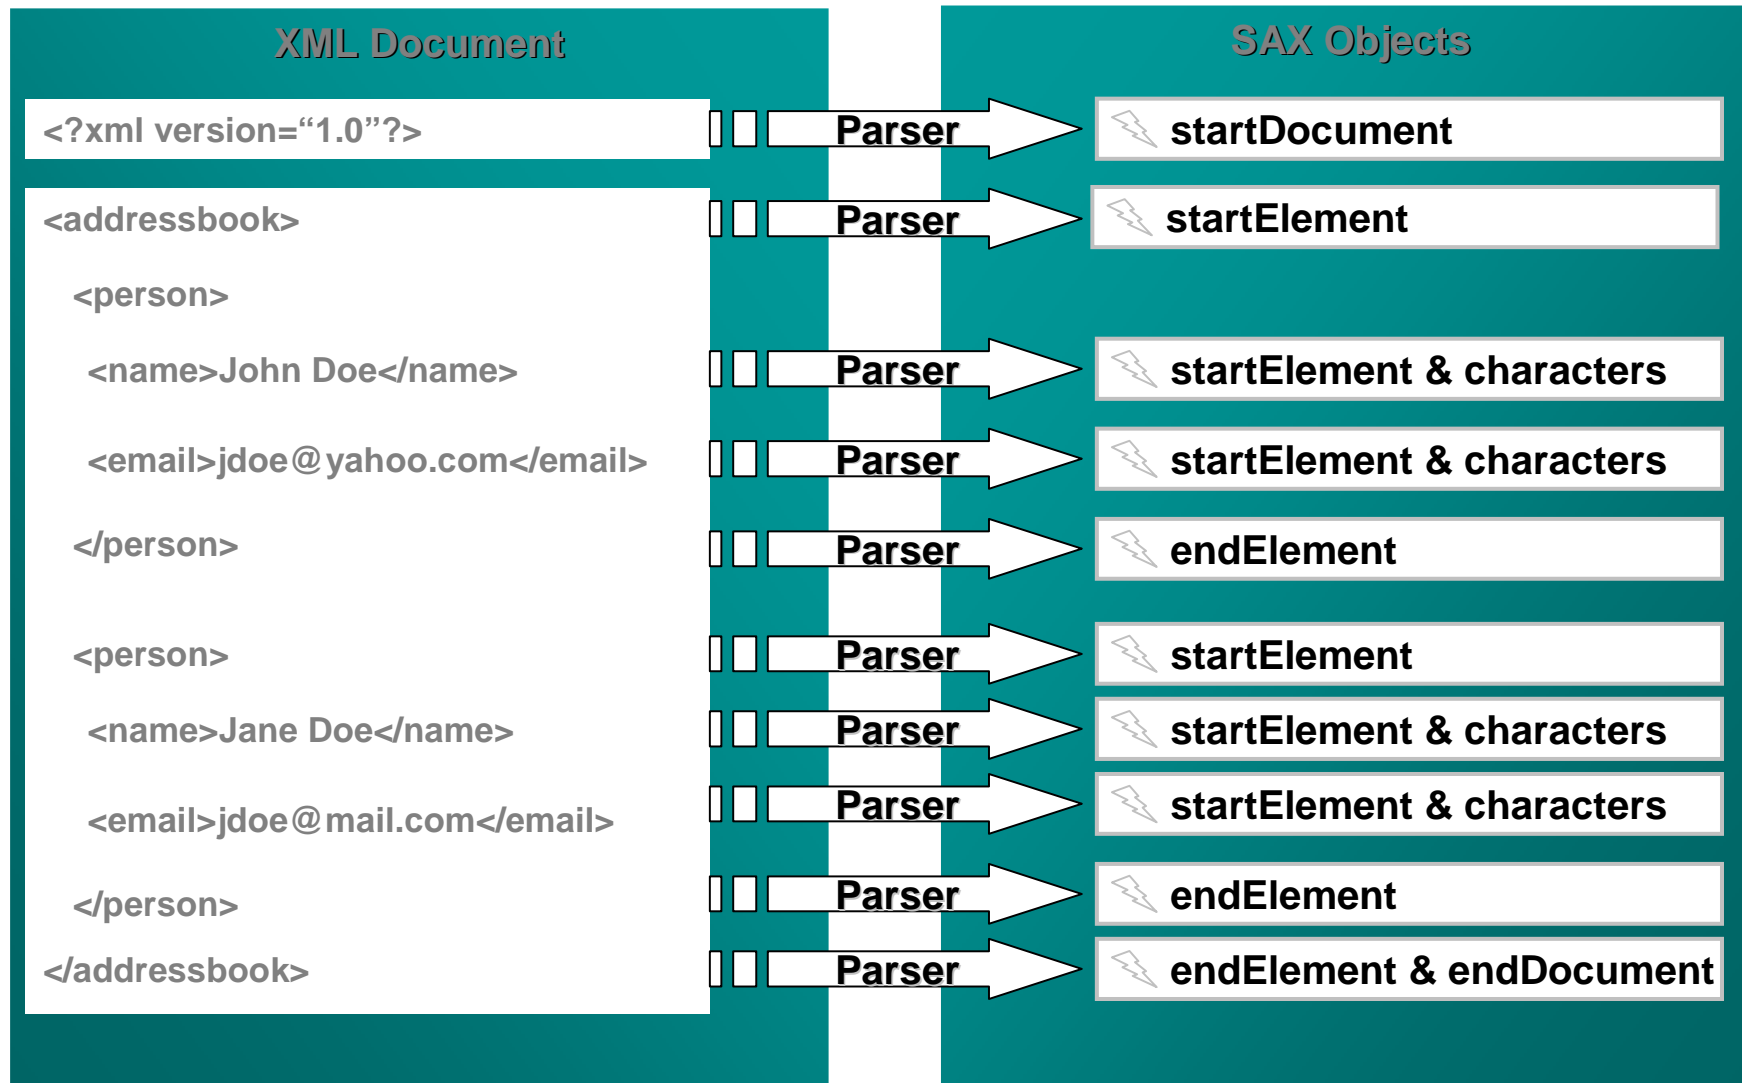 XML Document
SAX Objects
<?xml version=“1.0”?>
Parser
startDocument
<addressbook>
Parser
startElement
<person>
<name>John Doe</name>
Parser
startElement & characters
<email>jdoe@yahoo.com</email>
Parser
startElement & characters
</person>
Parser
endElement
<person>
Parser
startElement
<name>Jane Doe</name>
Parser
startElement & characters
<email>jdoe@mail.com</email>
Parser
startElement & characters
</person>
Parser
endElement
</addressbook>
Parser
endElement & endDocument